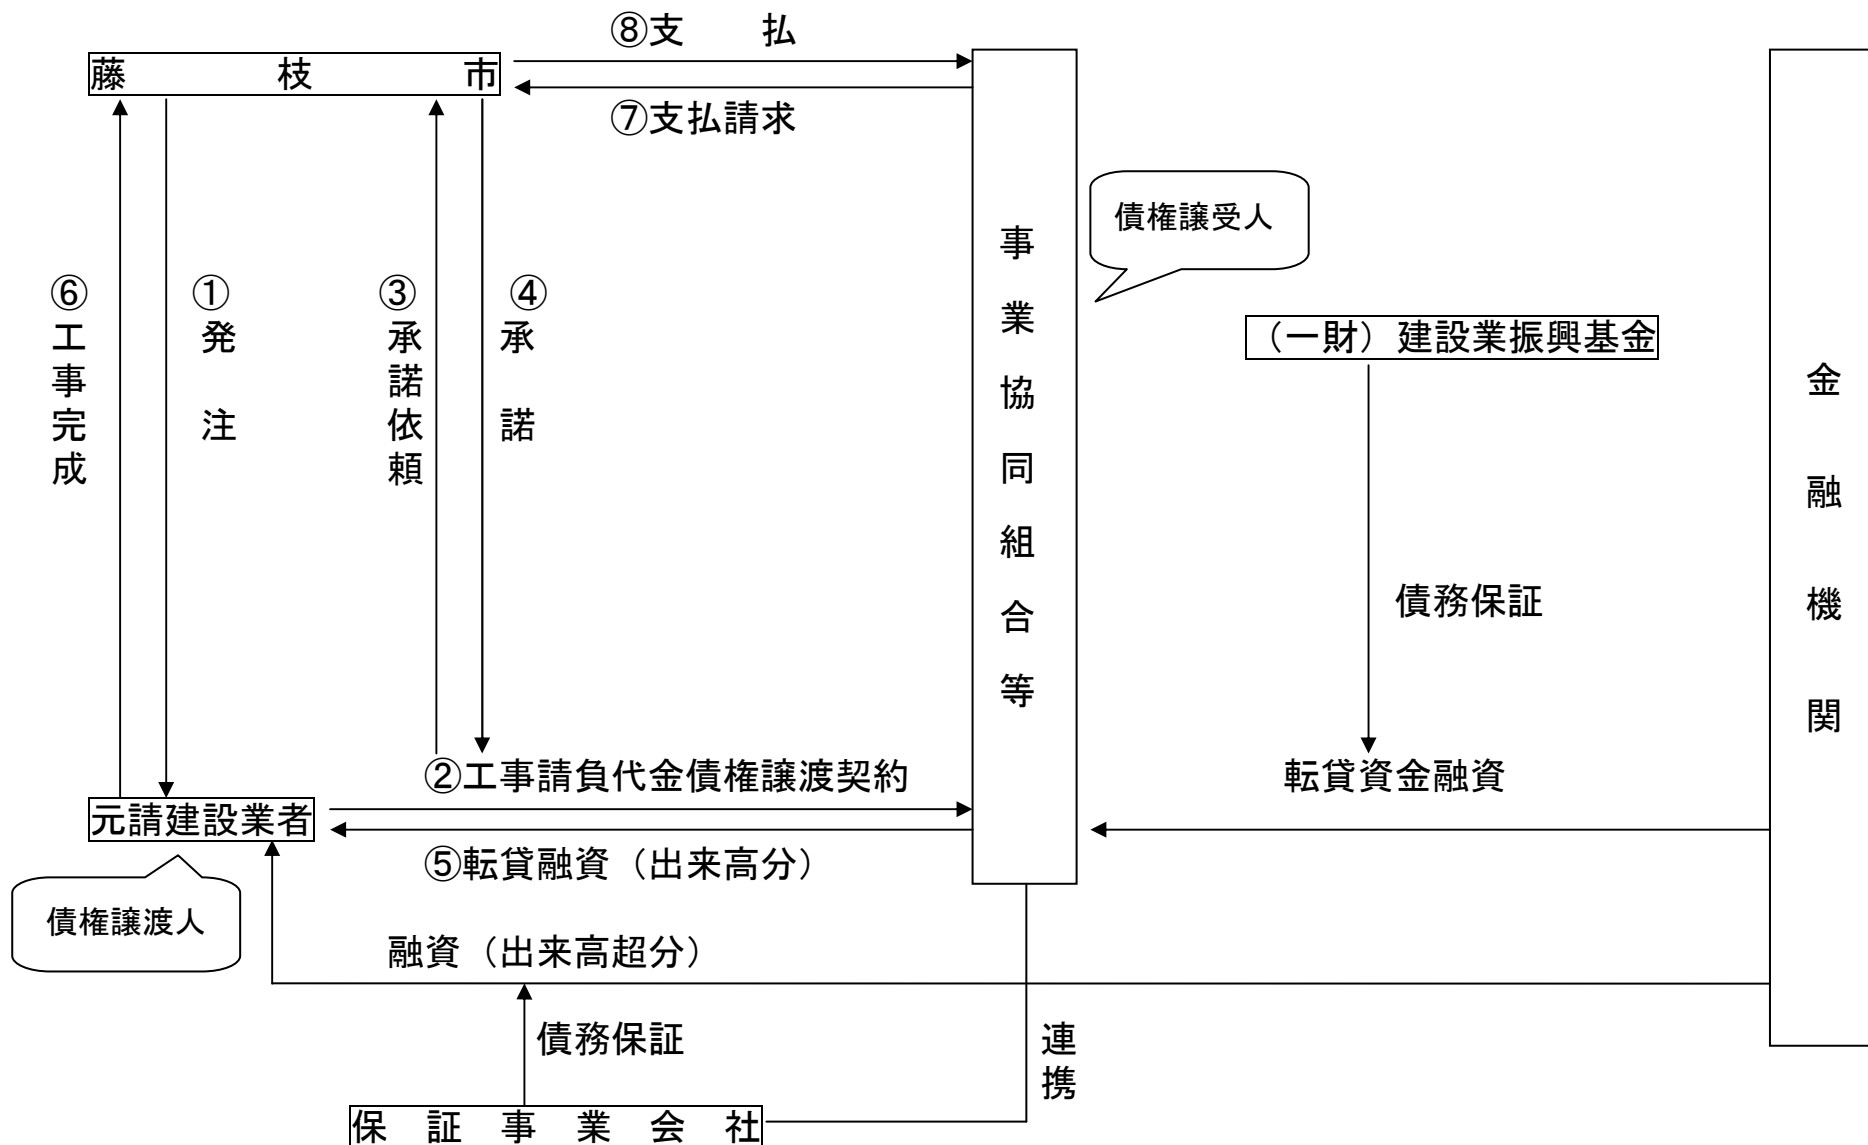 ⑧支　　払
藤　枝　市
⑦支払請求
債権譲受人
事業協同組合等
⑥工事完成
①発　注
③承諾依頼
④承　諾
（一財）建設業振興基金
金融機関
債務保証
②工事請負代金債権譲渡契約
転貸資金融資
元請建設業者
⑤転貸融資（出来高分）
債権譲渡人
融資（出来高超分）
債務保証
連携
保　証　事　業　会　社